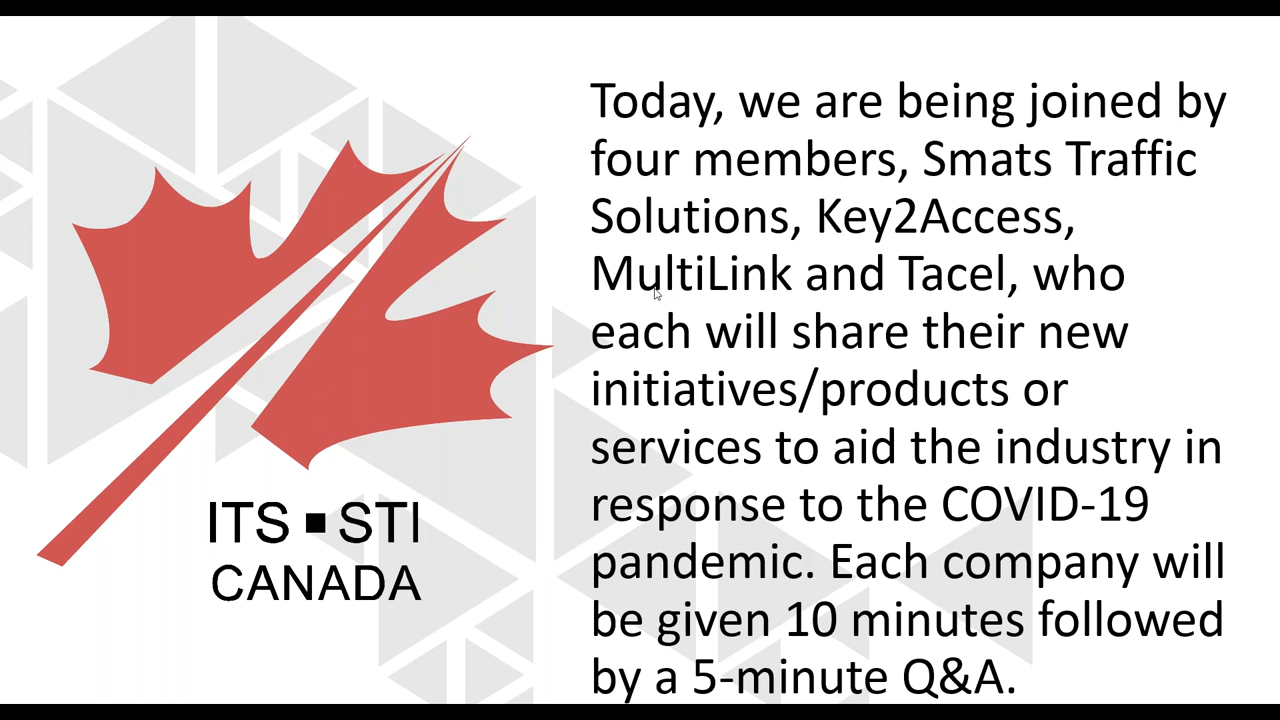 Today, we are being joined by
four members, Smats Traffic
Solutions, Key2Access,
MultiLink and Tacel, who
each will share their new
initiatives/products or
services to aid the industry in
response to the COVID-19
pandemic. Each company will
be given 10 minutes followed
by a 5-minute Q&A.
ITS ▪ STI
CANADA